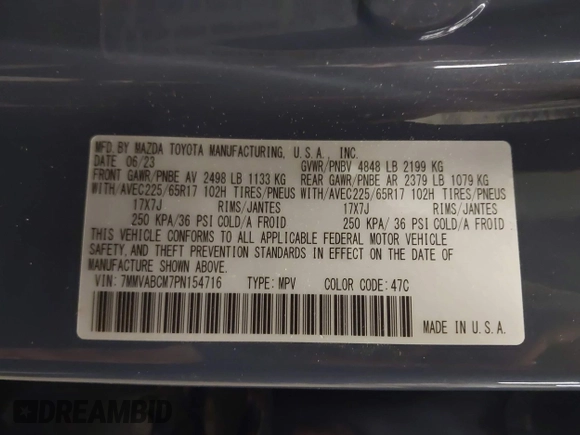 MFD. BY MAZDA TOYOTA MANUFACTURING, U.S.A., INC.
DATE 06/23 GVWR/PNBV 4848 LB 2199 KG
FRONT GAWR/PNBE AV 2498 LB 1133 KG REAR GAWR/PNBE AR 2379 LB 1079 KG
WITH/AVEC225/65R17 102H TIRES/PNEUS WITH/AVEC225/65R17 102H TIRES/PNEUS
17X7J RIMS/JANTES 17X7J RIMS/JANTES
250 KPA/36 PSI COLD/A FROID 250 KPA/36 PSI COLD/A FROID
THIS VEHICLE CONFORMS TO ALL APPLICABLE FEDERAL MOTOR VEHICLE
SAFETY, AND THEFT PREVENTION STANDARDS IN EFFECT ON THE DATE OF
MANUFACTURE SHOWN ABOVE.
VIN: 7MMVABCM7PN154716 TYPE: MPV COLOR CODE: 47C
MADE IN U.S.A.
DREAMBID